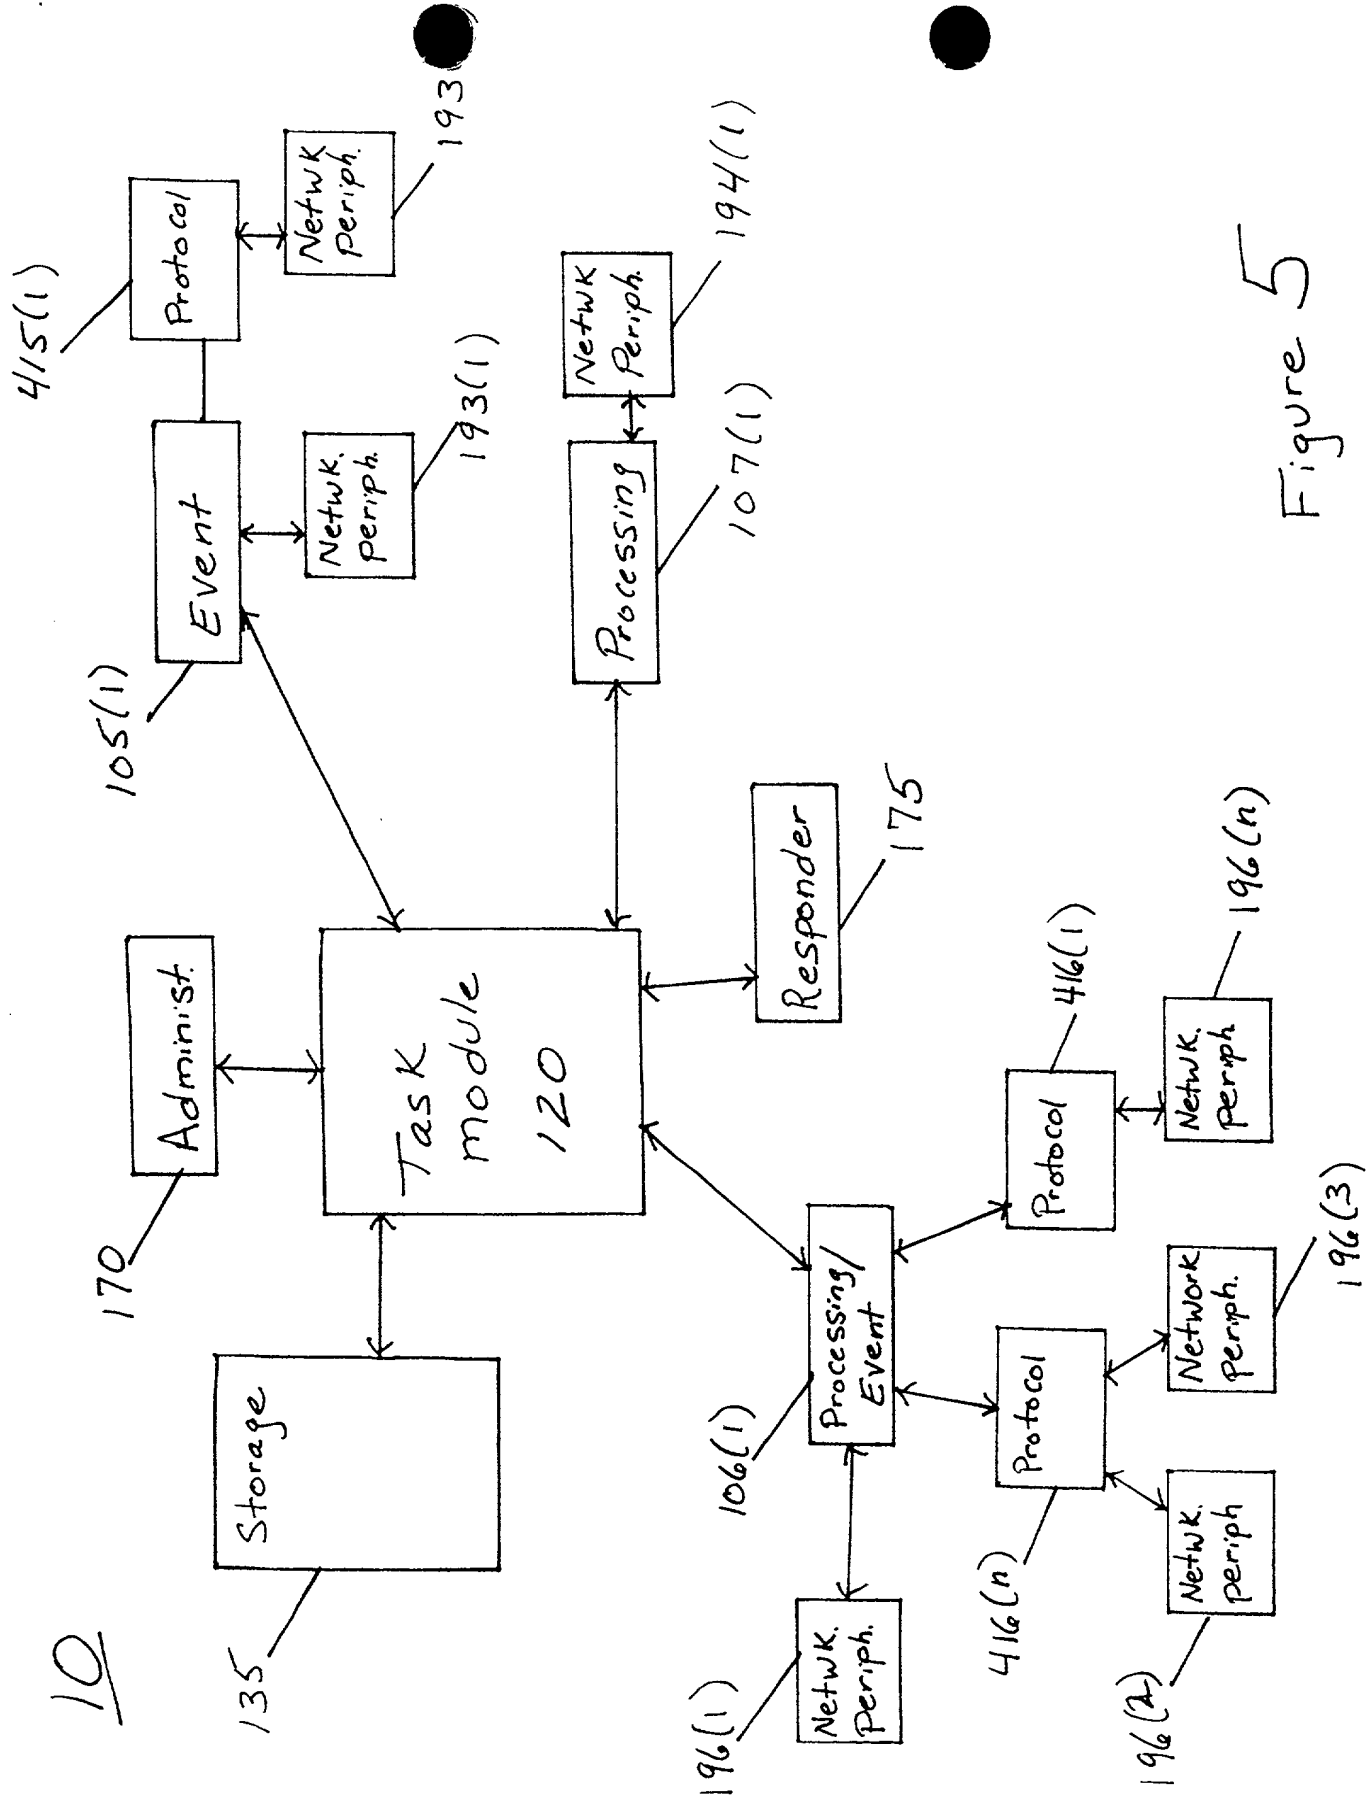 10
135
Storage
170
Administ.
Task
module
120
105(1)
Event
415(1)
Protocol
Netwk
Periph.
193
Netwk.
Periph.
193(1)
Processing
107(1)
Netwk
Periph.
194(1)
Responder
175
106(1)
Processing/
Event
196(1)
Netwk.
Periph.
416(n)
Protocol
416(1)
Protocol
196(2)
Netwk.
Periph
Network
Periph.
196(3)
Netwk.
Periph
196(n)
Figure 5